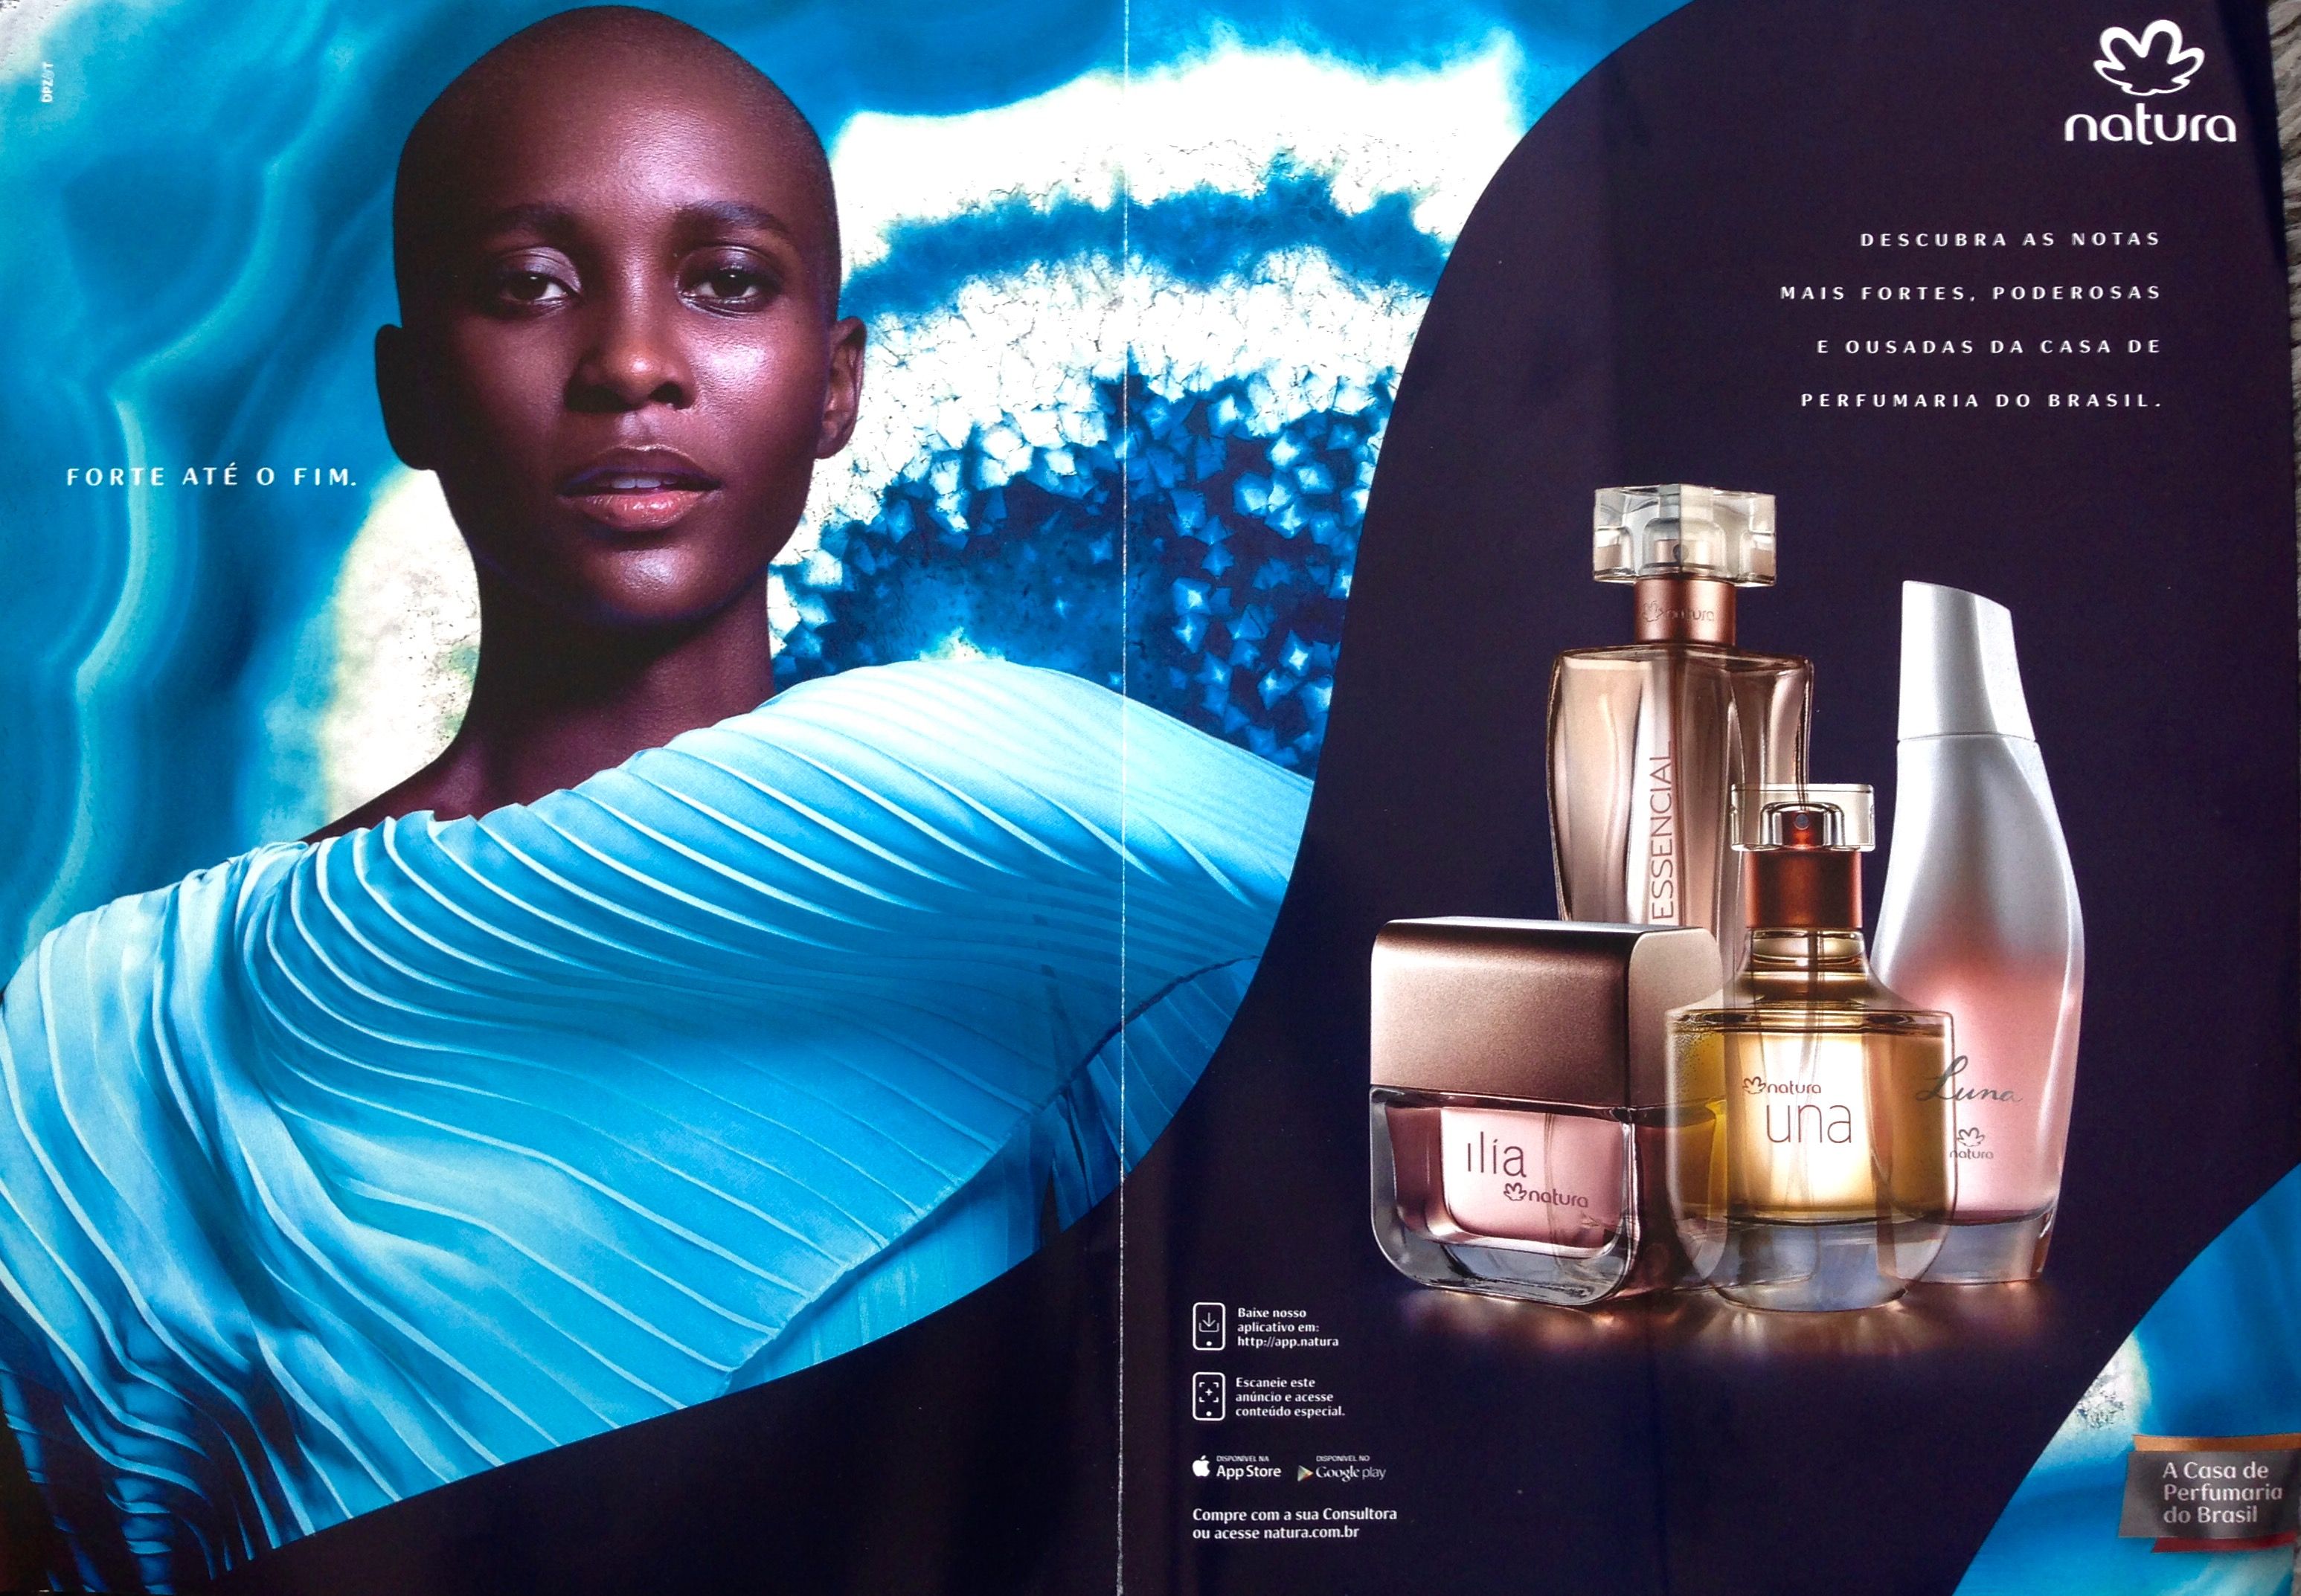 DPZ&T
FORTE ATÉ O FIM.
natura
DESCUBRA AS NOTAS
MAIS FORTES, PODEROSAS
E OUSADAS DA CASA DE
PERFUMARIA DO BRASIL.
natura
ESSENCIAL
natura
una
Luna
natura
ılía
natura
Baixe nosso
aplicativo em:
http://app.natura
Escaneie este
anúncio e acesse
conteúdo especial.
DISPONÍVEL NA
App Store
DISPONÍVEL NO
Google play
Compre com a sua Consultora
ou acesse natura.com.br
A Casa de
Perfumaria
do Brasil